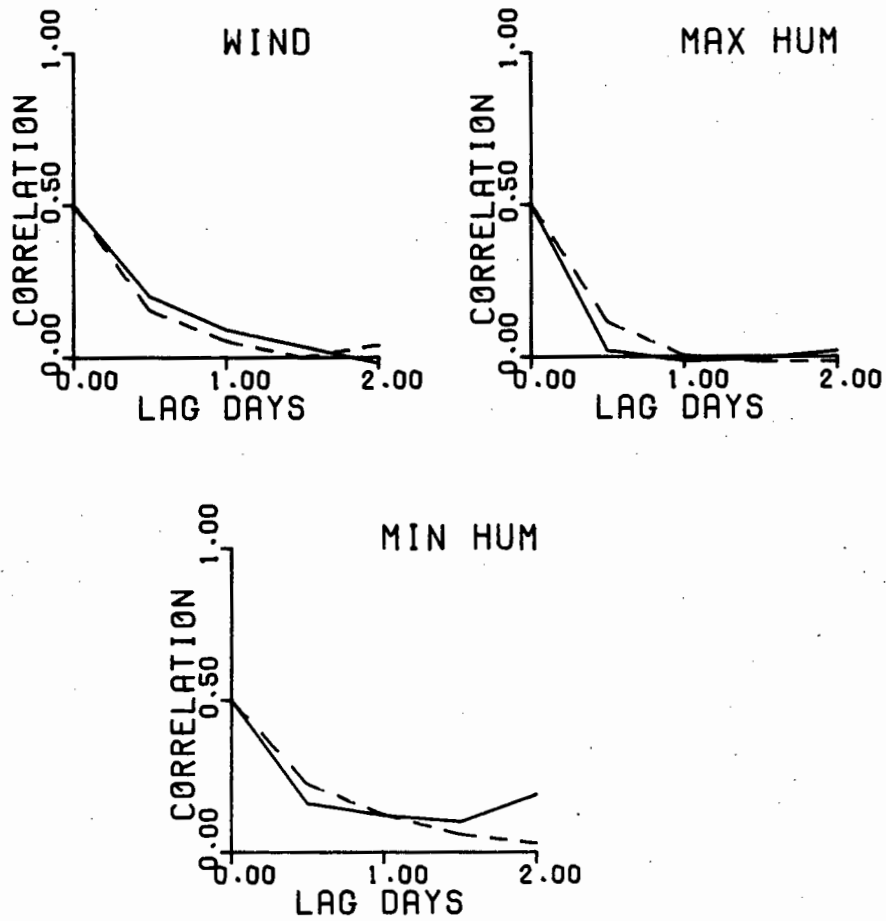 WIND
CORRELATION
1.00
0.50
0.00
0.00 1.00 2.00
LAG DAYS
MAX HUM
CORRELATION
1.00
0.50
0.00
0.00 1.00 2.00
LAG DAYS
MIN HUM
CORRELATION
1.00
0.50
0.00
0.00 1.00 2.00
LAG DAYS